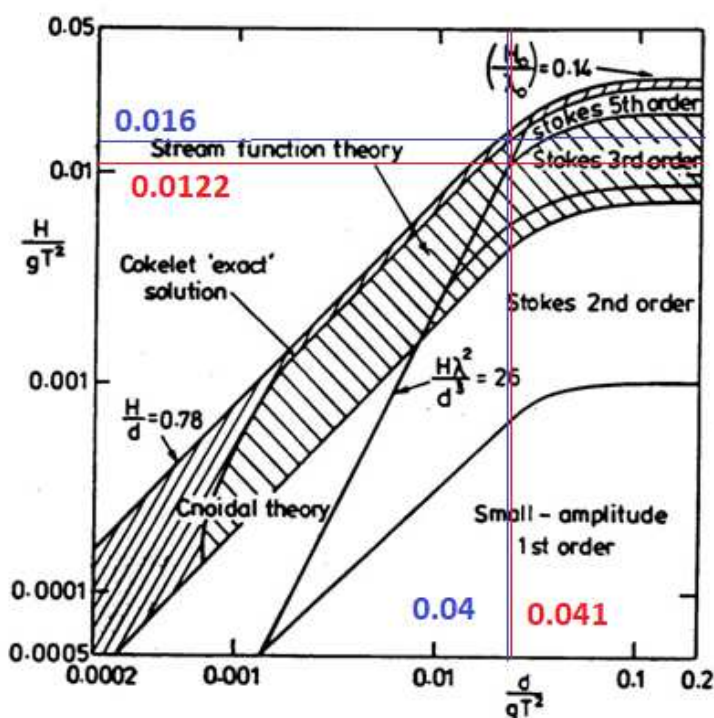 0.05
(H₀/λ₀) = 0.14
stokes 5th order
0.016
Stream function theory
Stokes 3rd order
0.01
0.0122
H/gT²
Cokelet 'exact'
solution
Stokes 2nd order
0.001
Hλ²/d³ = 26
H/d = 0.78
Cnoidal theory
Small - amplitude
1st order
0.0001
0.04
0.041
0.0005
0.0002
0.001
0.01
0.1
0.2
d/gT²